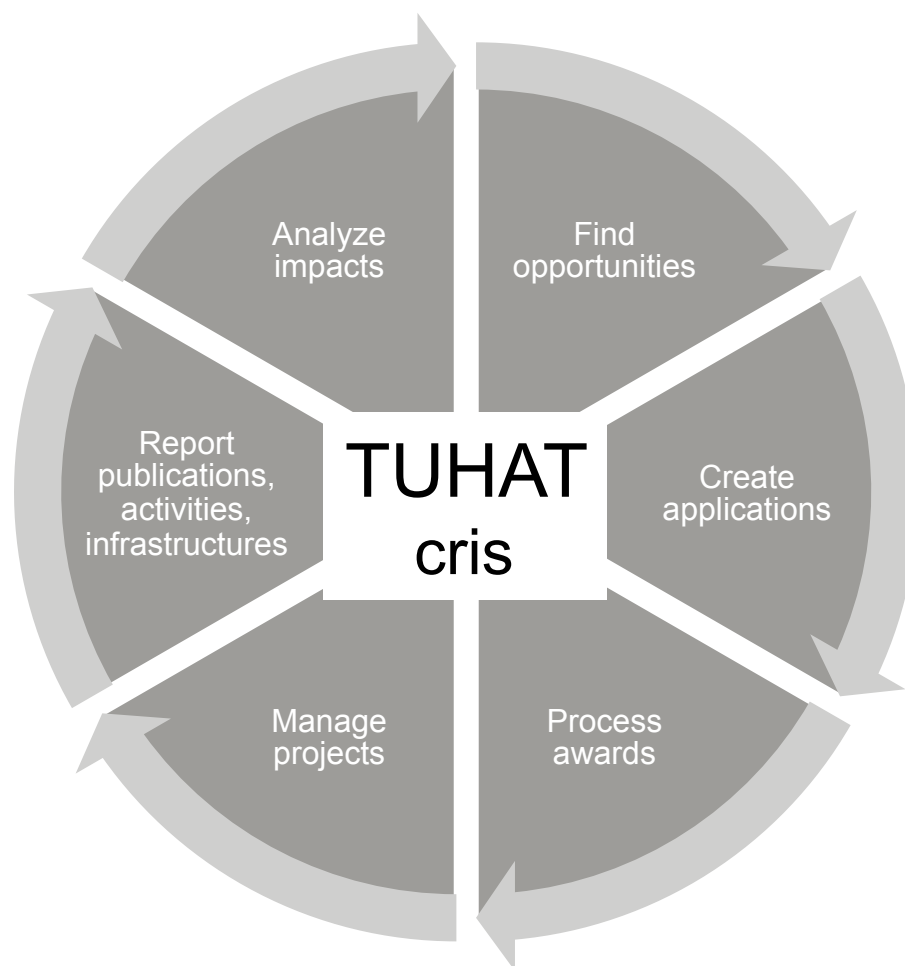 Analyze
impacts
Find
opportunities
Report
publications,
activities,
infrastructures
TUHAT
cris
Create
applications
Manage
projects
Process
awards